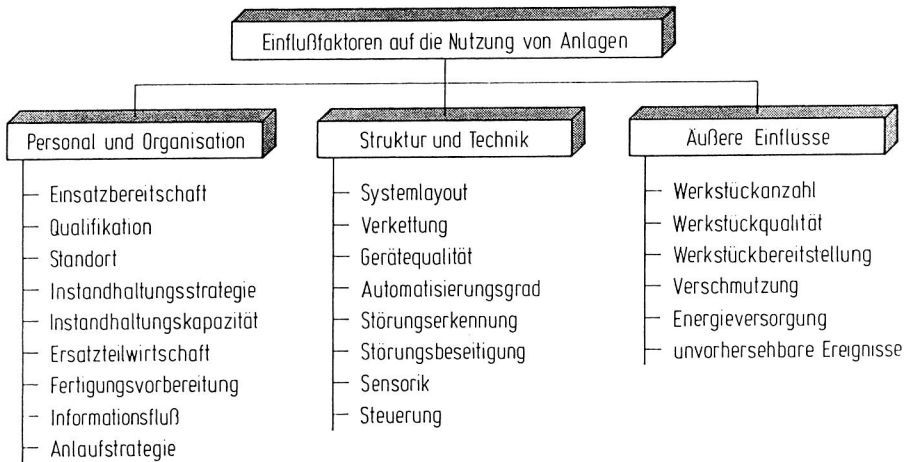 Einflußfaktoren auf die Nutzung von Anlagen
Personal und Organisation
Einsatzbereitschaft
Qualifikation
Standort
Instandhaltungsstrategie
Instandhaltungskapazität
Ersatzteilwirtschaft
Fertigungsvorbereitung
Informationsfluß
Anlaufstrategie
Struktur und Technik
Systemlayout
Verkettung
Gerätequalität
Automatisierungsgrad
Störungserkennung
Störungsbeseitigung
Sensorik
Steuerung
Äußere Einflüsse
Werkstückanzahl
Werkstückqualität
Werkstückbereitstellung
Verschmutzung
Energieversorgung
unvorhersehbare Ereignisse